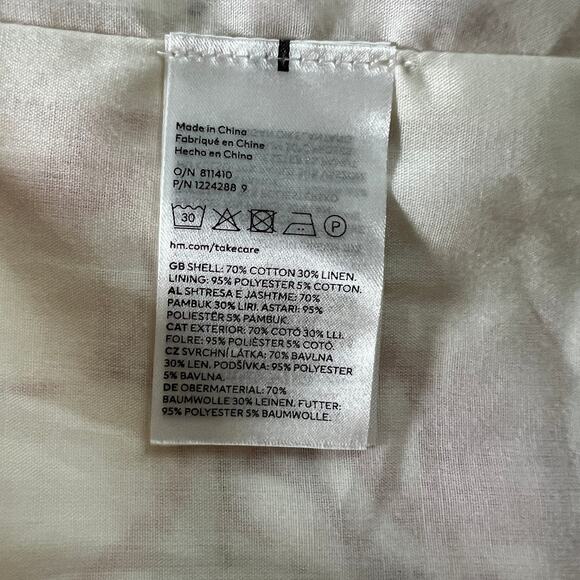 Made in China
Fabriqué en Chine
Hecho en China
O/N 811410
P/N 1224288 9
30 P
hm.com/takecare
GB SHELL: 70% COTTON 30% LINEN.
LINING: 95% POLYESTER 5% COTTON.
AL SHTRESA E JASHTME: 70%
PAMBUK 30% LIRI. ASTARI: 95%
POLIESTËR 5% PAMBUK.
CAT EXTERIOR: 70% COTÓ 30% LLI.
FOLRE: 95% POLIÈSTER 5% COTÓ.
CZ SVRCHNÍ LÁTKA: 70% BAVLNA
30% LEN. PODŠÍVKA: 95% POLYESTER
5% BAVLNA.
DE OBERMATERIAL: 70%
BAUMWOLLE 30% LEINEN. FUTTER:
95% POLYESTER 5% BAUMWOLLE.